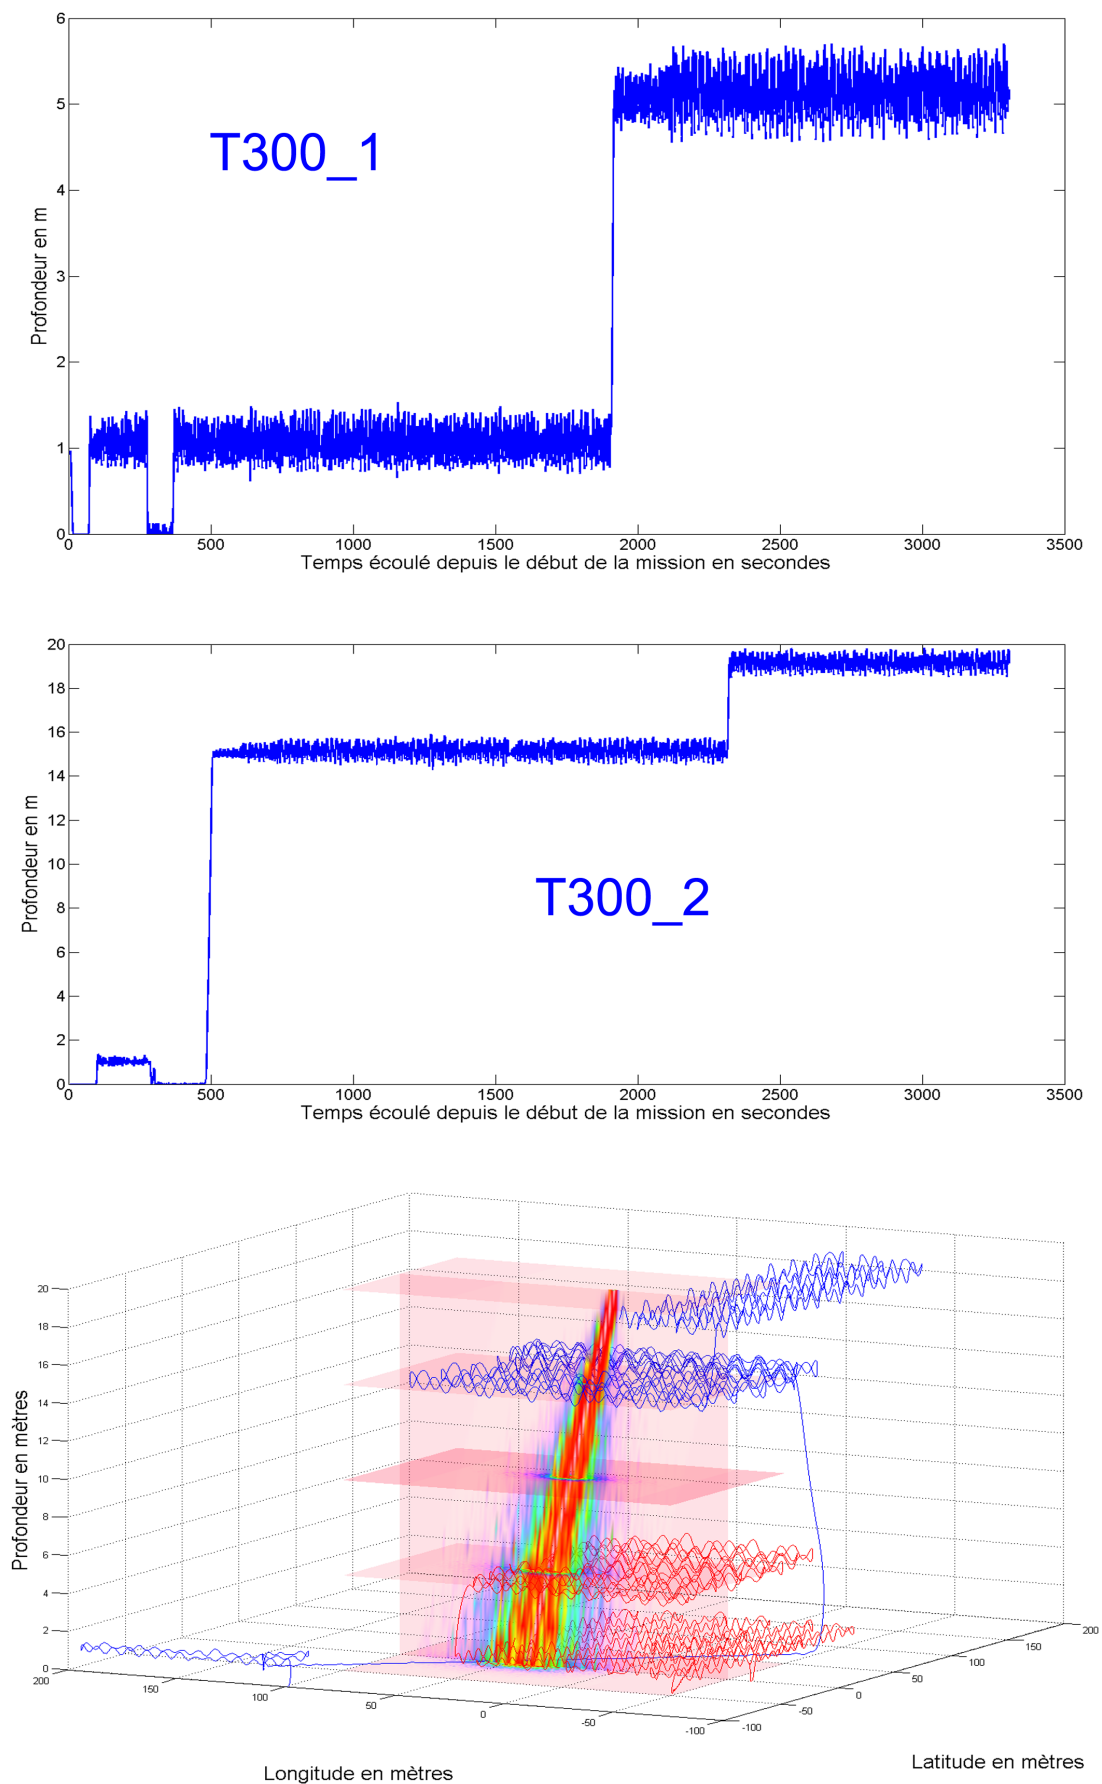 6
5
4
3
2
1
0
T300_1
Profondeur en m
0 500 1000 1500 2000 2500 3000 3500
Temps écoulé depuis le début de la mission en secondes
20
18
16
14
12
10
8
6
4
2
0
T300_2
Profondeur en m
0 500 1000 1500 2000 2500 3000 3500
Temps écoulé depuis le début de la mission en secondes
20
18
16
14
12
10
8
6
4
2
0
Profondeur en mètres
200 150 100 50 0 -50 -100
-100 -50 0 50 100 150 200
Latitude en mètres
Longitude en mètres